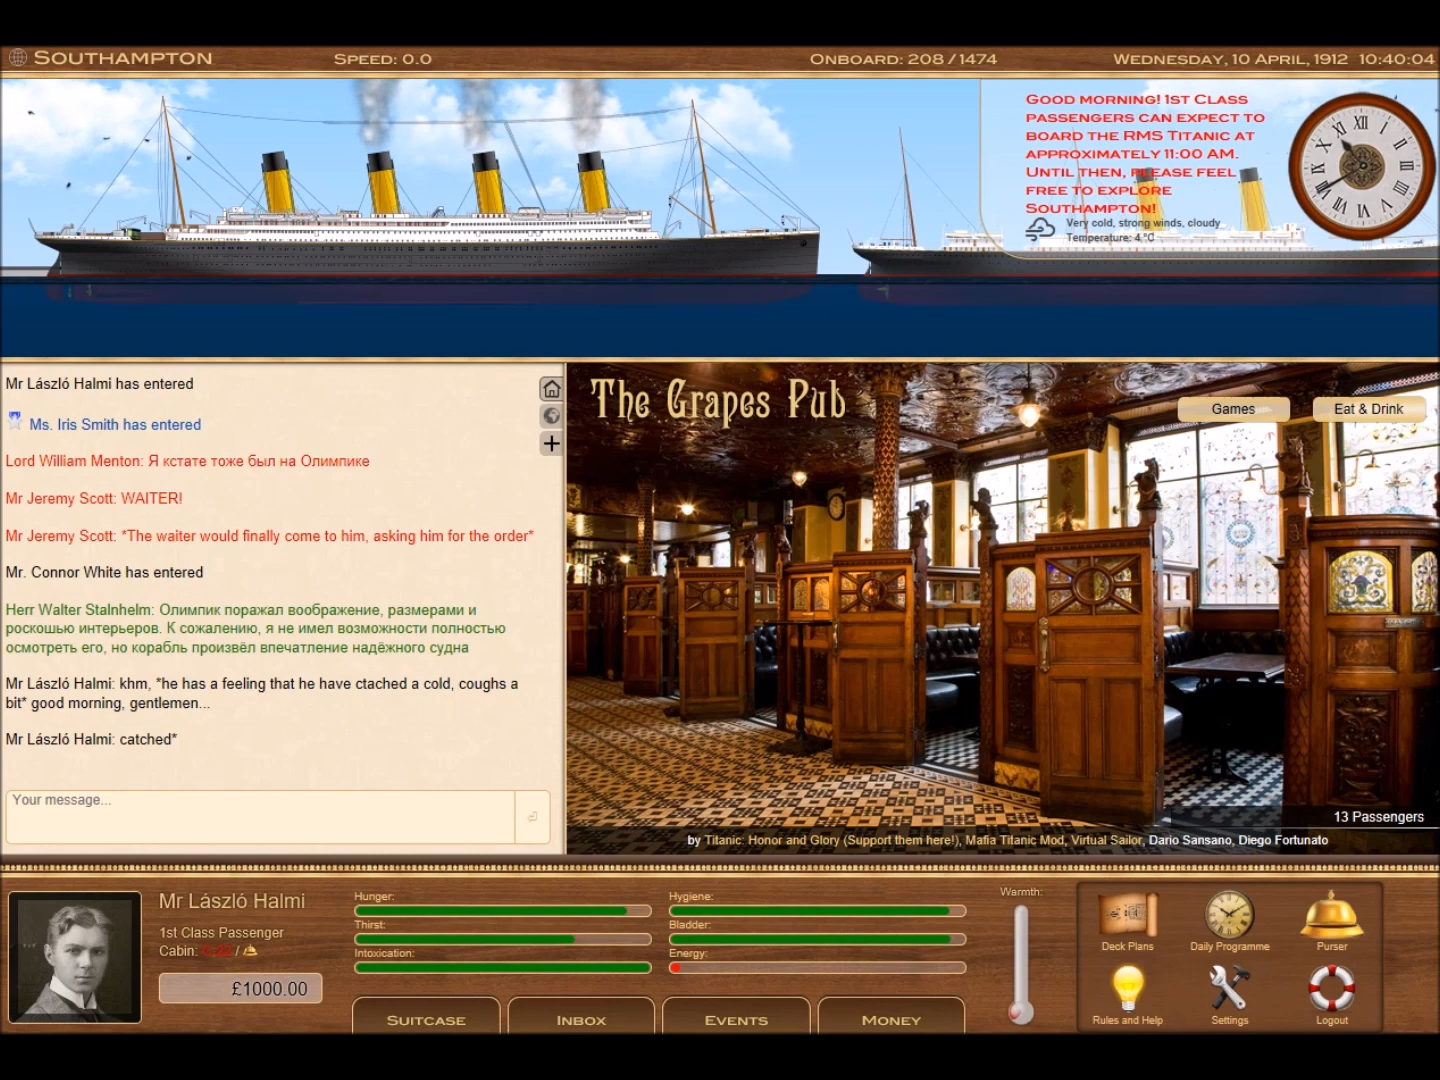 SOUTHAMPTON
SPEED: 0.0
ONBOARD: 208 / 1474
WEDNESDAY, 10 APRIL, 1912 10:40:04
GOOD MORNING! 1ST CLASS
PASSENGERS CAN EXPECT TO
BOARD THE RMS TITANIC AT
APPROXIMATELY 11:00 AM.
UNTIL THEN, PLEASE FEEL
FREE TO EXPLORE
SOUTHAMPTON!
Very cold, strong winds, cloudy
Temperature: 4 °C
XII
I
II
III
IV
V
VI
VII
VIII
IX
X
XI
Mr László Halmi has entered
Ms. Iris Smith has entered
Lord William Menton: Я кстате тоже был на Олимпике
Mr Jeremy Scott: WAITER!
Mr Jeremy Scott: *The waiter would finally come to him, asking him for the order*
Mr. Connor White has entered
Herr Walter Stalnhelm: Олимпик поражал воображение, размерами и
роскошью интерьеров. К сожалению, я не имел возможности полностью
осмотреть его, но корабль произвёл впечатление надёжного судна
Mr László Halmi: khm, *he has a feeling that he have ctached a cold, coughs a
bit* good morning, gentlemen...
Mr László Halmi: catched*
Your message...
The Grapes Pub
Games
Eat & Drink
13 Passengers
by Titanic: Honor and Glory (Support them here!), Mafia Titanic Mod, Virtual Sailor, Dario Sansano, Diego Fortunato
Mr László Halmi
1st Class Passenger
Cabin: /
£1000.00
Hunger:
Thirst:
Intoxication:
Hygiene:
Bladder:
Energy:
Warmth:
SUITCASE
INBOX
EVENTS
MONEY
Deck Plans
Daily Programme
Purser
Rules and Help
Settings
Logout